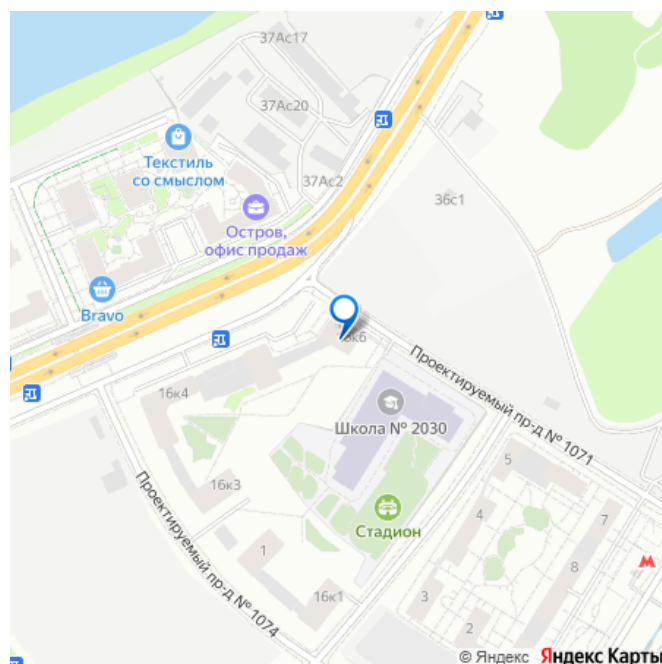 37Ас17
37Ас20
Текстиль
со смыслом
37Ас2
36с1
Остров,
офис продаж
Bravo
Проектируемый пр-д № 1071
16к4
Школа № 2030
16к3
Стадион
Проектируемый пр-д № 1074
1
16к1
5
4
7
8
3
2
М
© Яндекс Яндекс Карты